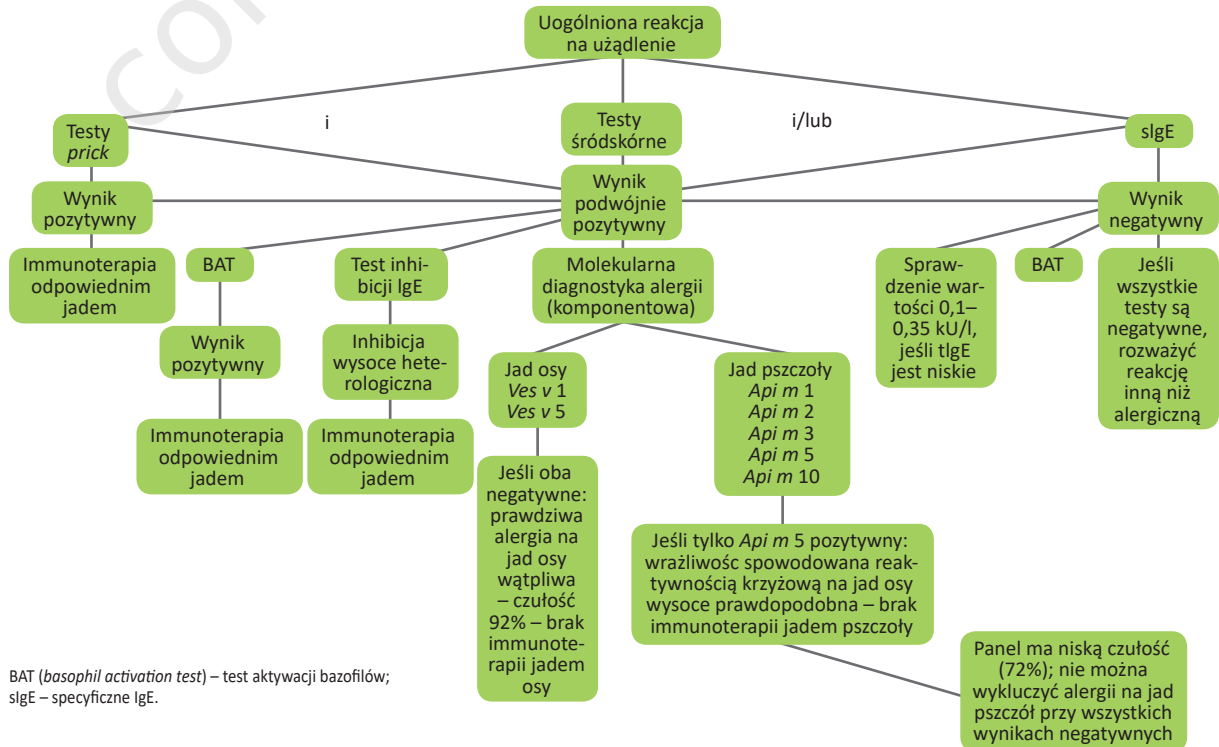 Uogólniona reakcja
na użądlenie
i
i/lub
Testy
prick
Testy
śródskórne
sIgE
Wynik
pozytywny
Wynik
podwójnie
pozytywny
Wynik
negatywny
Immunoterapia
odpowiednim
jadem
BAT
Test inhi-
bicji IgE
Molekularna
diagnostyka alergii
(komponentowa)
Spraw-
dzenie war-
tości 0,1–
0,35 kU/l,
jeśli tIgE
jest niskie
BAT
Jeśli
wszystkie
testy są
negatywne,
rozważyć
reakcję
inną niż
alergiczną
Wynik
pozytywny
Inhibicja
wysoce hete-
rologiczna
Jad osy
Ves v 1
Ves v 5
Jad pszczoły
Api m 1
Api m 2
Api m 3
Api m 5
Api m 10
Immunoterapia
odpowiednim
jadem
Immunoterapia
odpowiednim
jadem
Jeśli oba
negatywne:
prawdziwa
alergia na
jad osy
wątpliwa
– czułość
92% – brak
immunote-
rapii jadem
osy
Jeśli tylko Api m 5 pozytywny:
wrażliwośc spowodowana reak-
tywnością krzyżową na jad osy
wysoce prawdopodobna – brak
immunoterapii jadem pszczoły
Panel ma niską czułość
(72%); nie można
wykluczyć alergii na jad
pszczół przy wszystkich
wynikach negatywnych
BAT (basophil activation test) – test aktywacji bazofilów;
sIgE – specyficzne IgE.